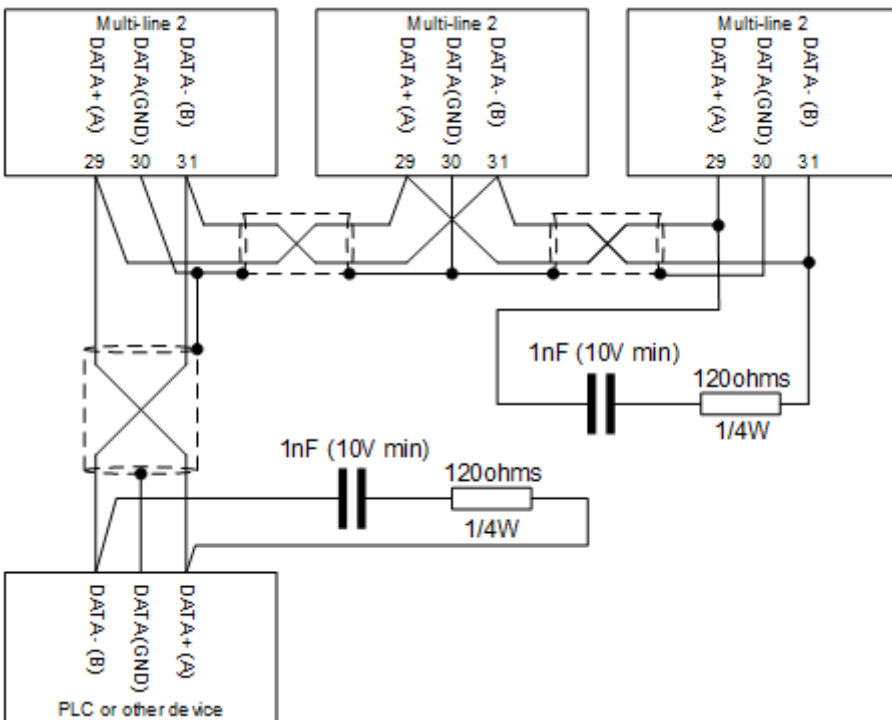 Multi-line 2
DATA+ (A)
DATA(GND)
DATA- (B)
29
30
31
Multi-line 2
DATA+ (A)
DATA(GND)
DATA- (B)
29
30
31
Multi-line 2
DATA+ (A)
DATA(GND)
DATA- (B)
29
30
31
1nF (10V min)
120ohms
1/4W
1nF (10V min)
120ohms
1/4W
DATA- (B)
DATA(GND)
DATA+ (A)
PLC or other device